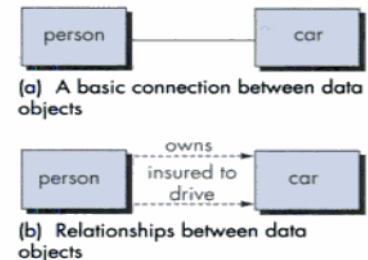 person car
(a) A basic connection between data
objects
owns
person insured to car
drive
(b) Relationships between data
objects